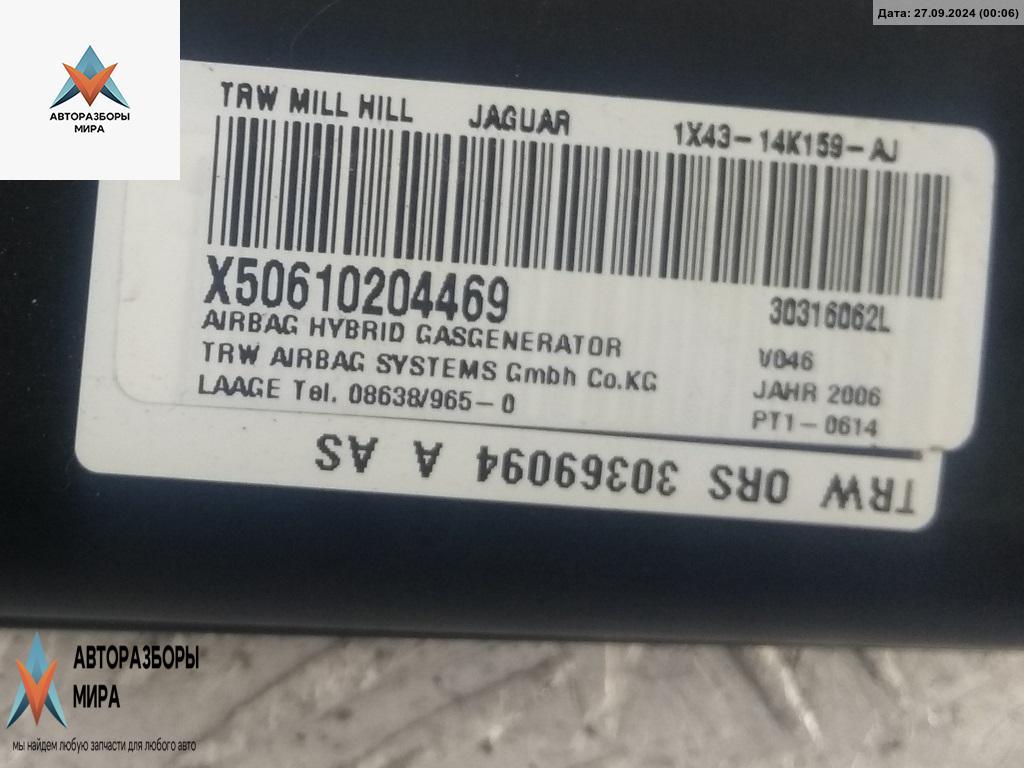 Дата: 27.09.2024 (00:06)
АВТОРАЗБОРЫ
МИРА
TRW MILL HILL JAGUAR 1X43-14K159-AJ
X50610204469 30316062L
AIRBAG HYBRID GASGENERATOR
TRW AIRBAG SYSTEMS Gmbh Co.KG V046
LAAGE Tel. 08638/965-0 JAHR 2006
PT1-0614
TRW ORS 30369094 A AS
АВТОРАЗБОРЫ
МИРА
мы найдем любую запчасти для любого авто